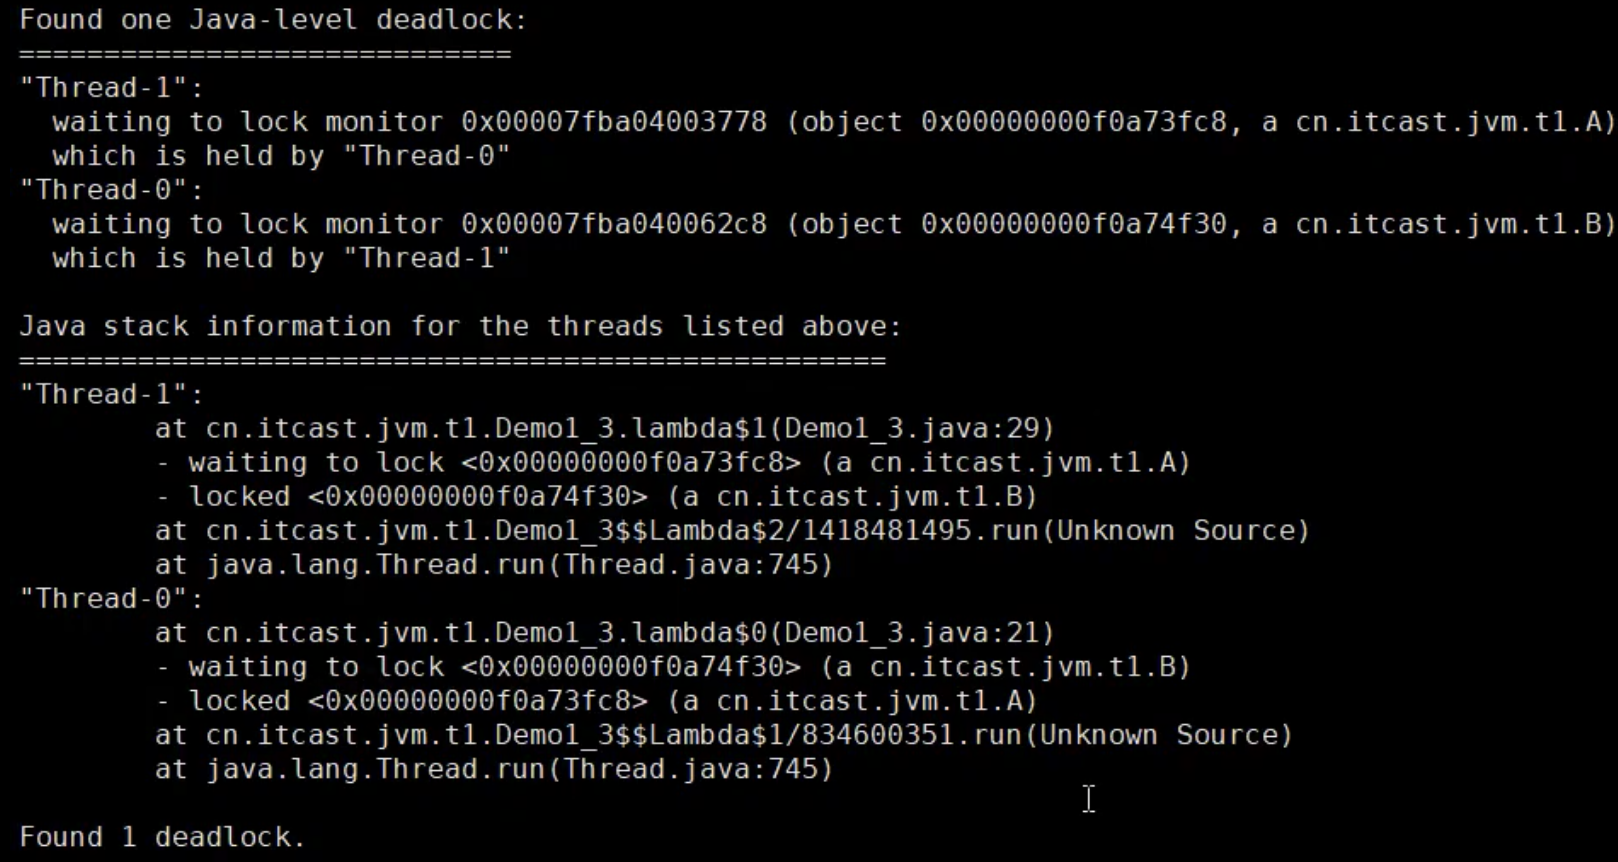 Found one Java-level deadlock:
=============================
"Thread-1":
  waiting to lock monitor 0x00007fba04003778 (object 0x00000000f0a73fc8, a cn.itcast.jvm.t1.A)
  which is held by "Thread-0"
"Thread-0":
  waiting to lock monitor 0x00007fba040062c8 (object 0x00000000f0a74f30, a cn.itcast.jvm.t1.B)
  which is held by "Thread-1"

Java stack information for the threads listed above:
===================================================
"Thread-1":
        at cn.itcast.jvm.t1.Demo1_3.lambda$1(Demo1_3.java:29)
        - waiting to lock <0x00000000f0a73fc8> (a cn.itcast.jvm.t1.A)
        - locked <0x00000000f0a74f30> (a cn.itcast.jvm.t1.B)
        at cn.itcast.jvm.t1.Demo1_3$$Lambda$2/1418481495.run(Unknown Source)
        at java.lang.Thread.run(Thread.java:745)
"Thread-0":
        at cn.itcast.jvm.t1.Demo1_3.lambda$0(Demo1_3.java:21)
        - waiting to lock <0x00000000f0a74f30> (a cn.itcast.jvm.t1.B)
        - locked <0x00000000f0a73fc8> (a cn.itcast.jvm.t1.A)
        at cn.itcast.jvm.t1.Demo1_3$$Lambda$1/834600351.run(Unknown Source)
        at java.lang.Thread.run(Thread.java:745)

Found 1 deadlock.